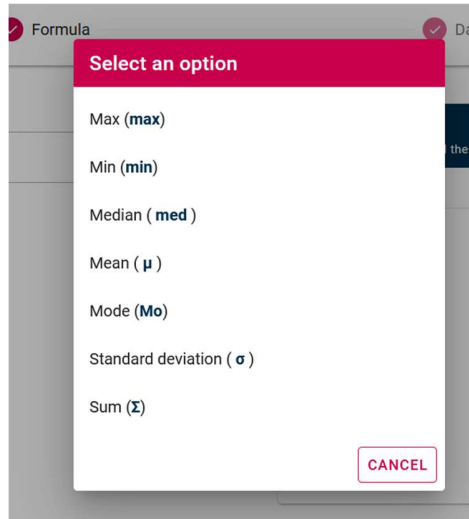 Formula
Da
Select an option
Max (max)
the
Min (min)
Median ( med )
Mean ( μ )
Mode (Mo)
Standard deviation ( σ )
Sum (Σ)
CANCEL